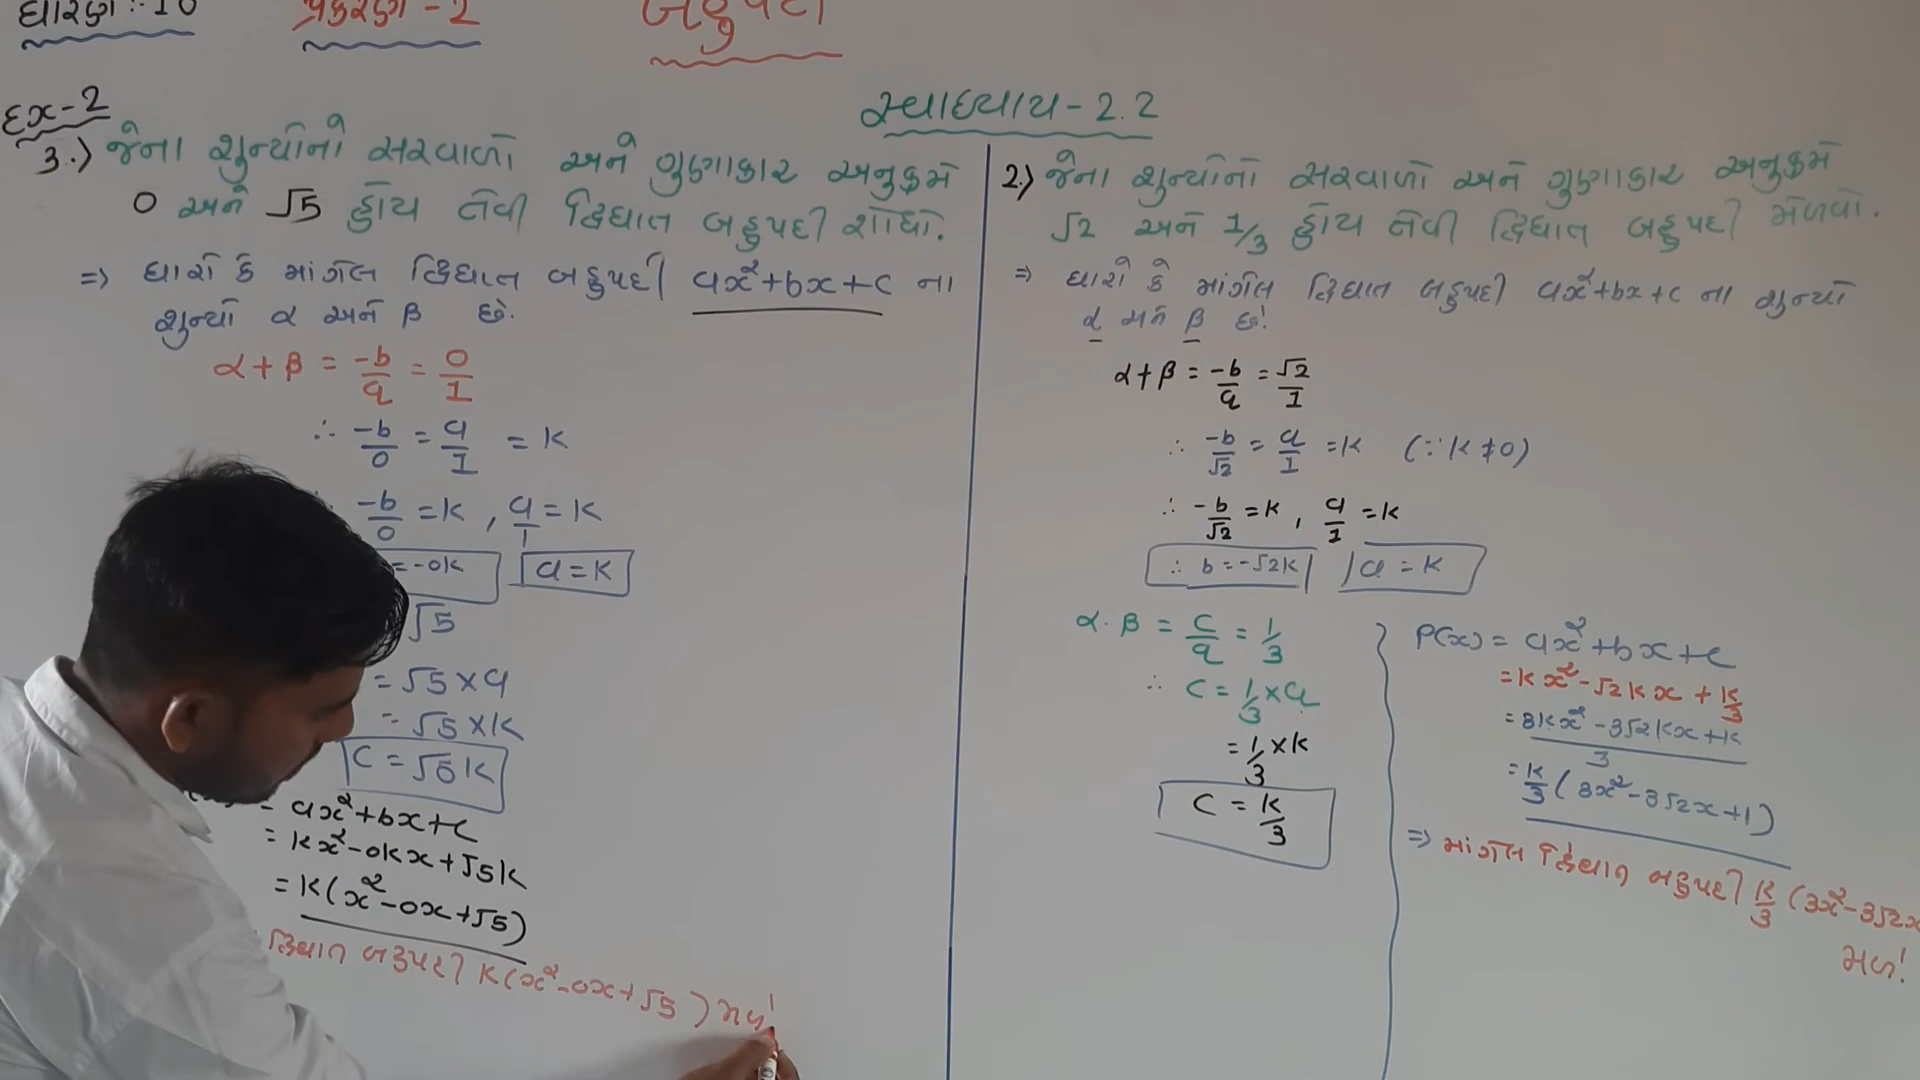 ધોરણ :- 10 પ્રકરણ - 2 બહુપદી
સ્વાધ્યાય - 2.2
Ex-2
3.) જેના શુન્યોનો સરવાળો અને ગુણાકાર અનુક્રમે
0 અને √5 હોય તેવી દ્વિઘાત બહુપદી શોધો.
=> ધારો કે માંગેલ દ્વિઘાત બહુપદી ax²+bx+c ના
શુન્યો α અને β છે.
α + β = -b/a = 0/1
∴ -b/0 = a/1 = K
-b/0 = K , a/1 = K
= -0K a = K
√5
= √5 × a
= √5 × K
C = √5 K
= ax²+bx+c
= Kx²-0Kx+√5K
= K(x²-0x+√5)
દ્વિઘાત બહુપદી K(x²-0x+√5) મળે
2.) જેના શુન્યોનો સરવાળો અને ગુણાકાર અનુક્રમે
√2 અને 1/3 હોય તેવી દ્વિઘાત બહુપદી મેળવો.
=> ધારો કે માંગેલ દ્વિઘાત બહુપદી ax²+bx+c ના શુન્યો
α અને β છે.
α + β = -b/a = √2/1
∴ -b/√2 = a/1 = K (∵ K ≠ 0)
∴ -b/√2 = K , a/1 = K
∴ b = -√2K a = K
α . β = C/a = 1/3
∴ C = 1/3 × a
= 1/3 × K
C = K/3
P(x) = ax²+bx+c
= Kx²-√2Kx + K/3
= 3Kx²-3√2Kx+K/3
= K/3 (3x²-3√2x+1)
=> માંગેલ દ્વિઘાત બહુપદી K/3 (3x²-3√2x
મળે.